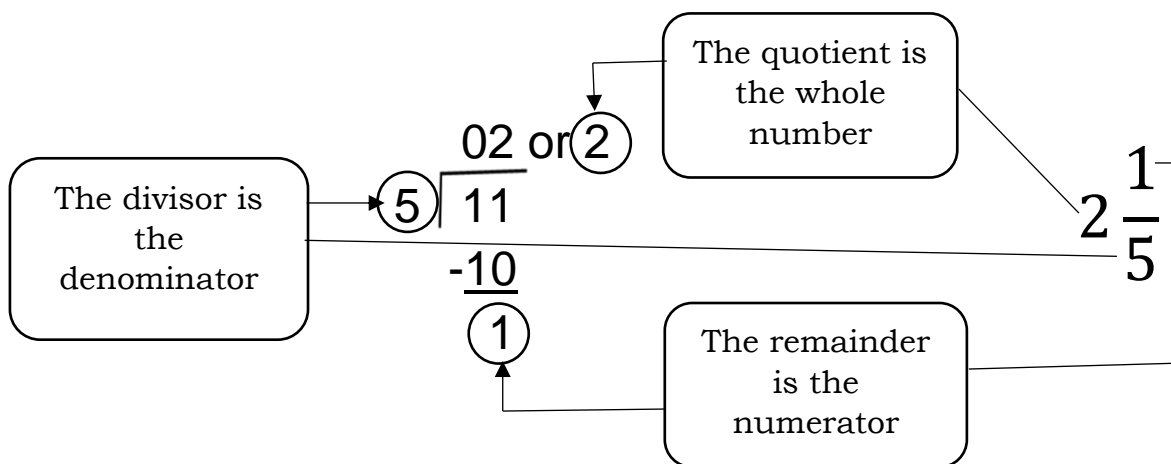 The quotient is
the whole
number
02 or 2
The divisor is
the
denominator
5 11
-10
1
2 1/5
The remainder
is the
numerator